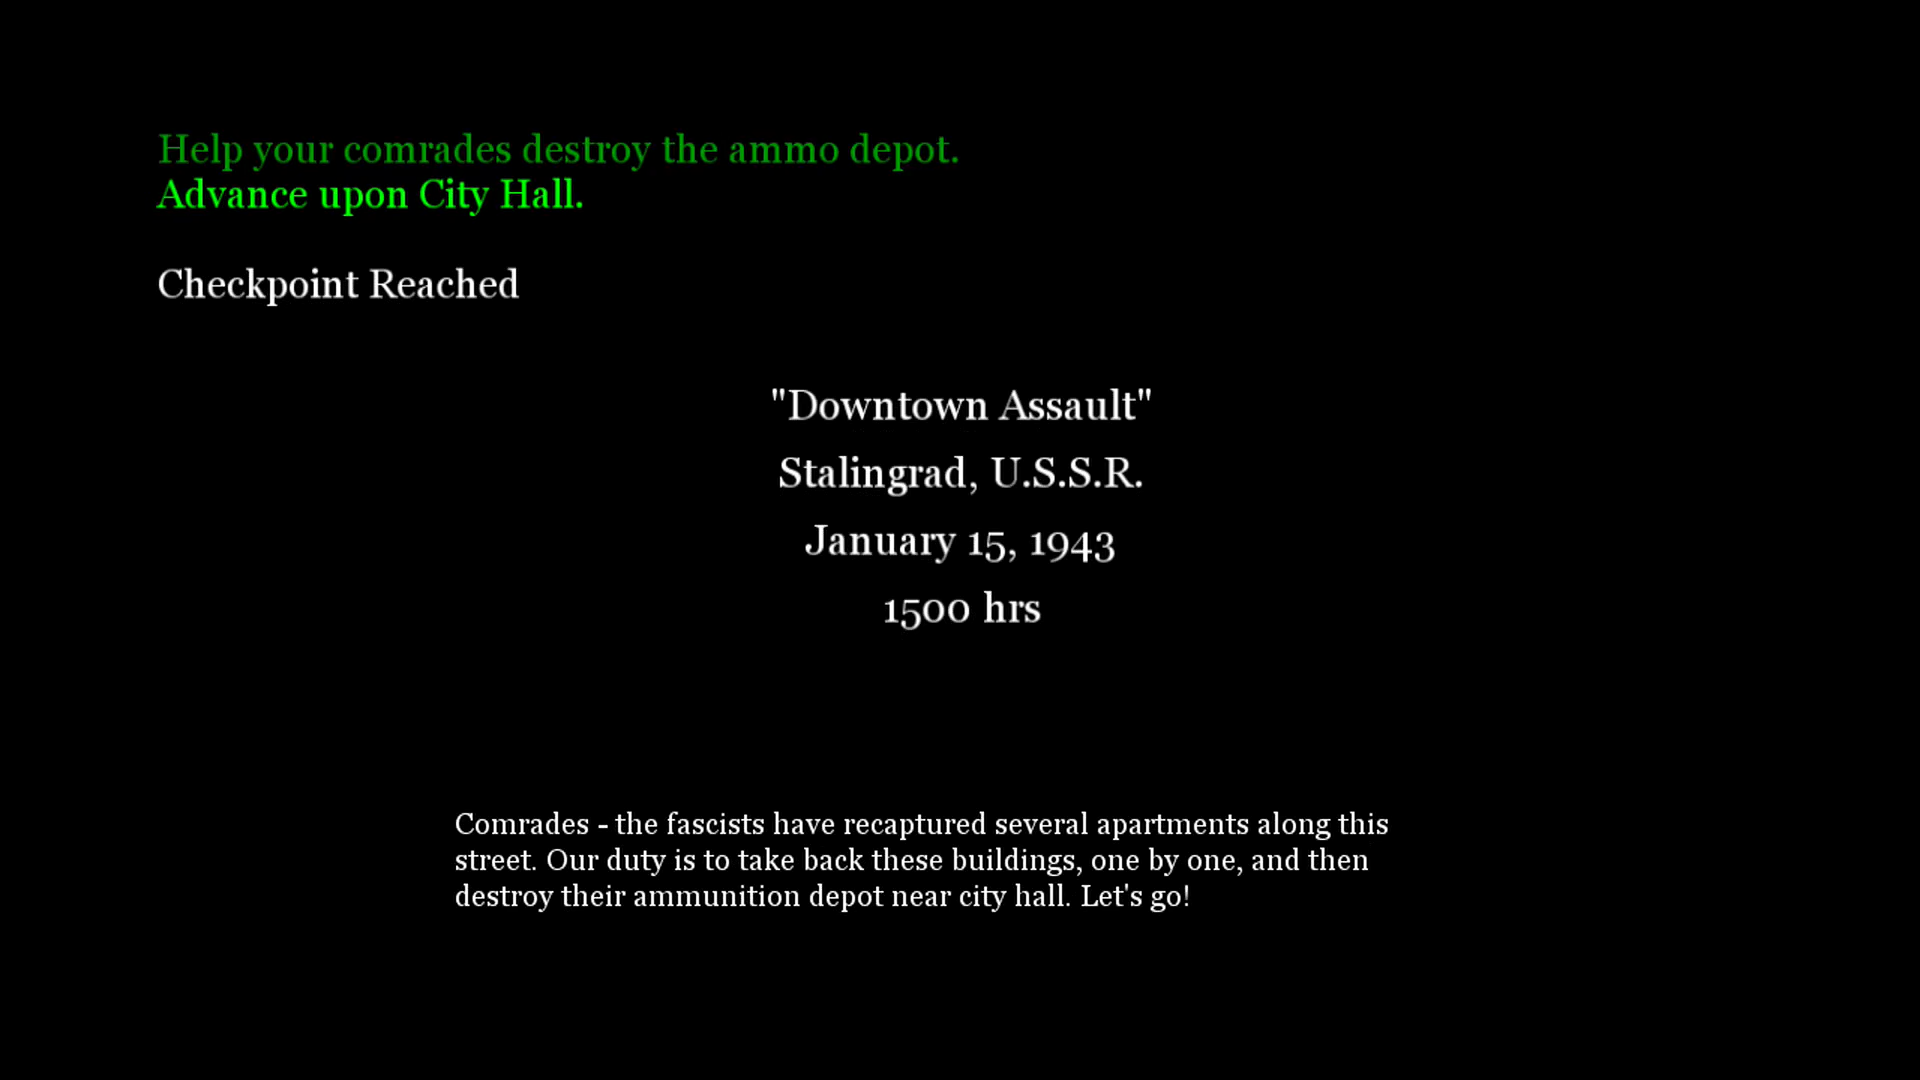 Help your comrades destroy the ammo depot.
Advance upon City Hall.
Checkpoint Reached
"Downtown Assault"
Stalingrad, U.S.S.R.
January 15, 1943
1500 hrs
Comrades - the fascists have recaptured several apartments along this
street. Our duty is to take back these buildings, one by one, and then
destroy their ammunition depot near city hall. Let's go!